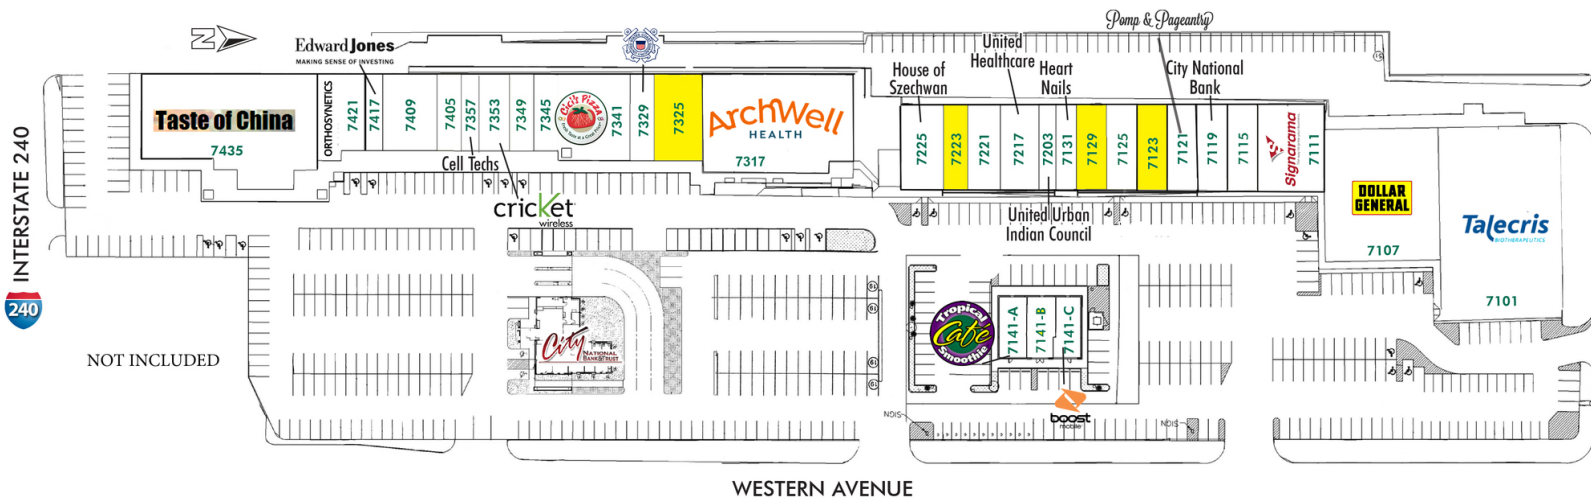 Pomp & Pageantry
N
Edward Jones
MAKING SENSE OF INVESTING
United
Healthcare
House of
Szechwan
Heart
Nails
City National
Bank
Taste of China
7435
ORTHOSYNETICS
7421
7417
7409
7405
7357
7353
7349
7345
Cici's Pizza
7341
7329
7325
ArchWell
HEALTH
7317
7225
7223
7221
7217
7203
7131
7129
7125
7123
7121
7119
7115
Signarama
7111
Cell Techs
cricket
wireless
United Urban
Indian Council
DOLLAR
GENERAL
7107
Talecris
BIOTHERAPEUTICS
7101
INTERSTATE 240
240
NOT INCLUDED
City
NATIONAL
BANK&TRUST
Tropical
Smoothie
Café
7141-A
7141-B
7141-C
boost
mobile
SIGN
SIGN
WESTERN AVENUE